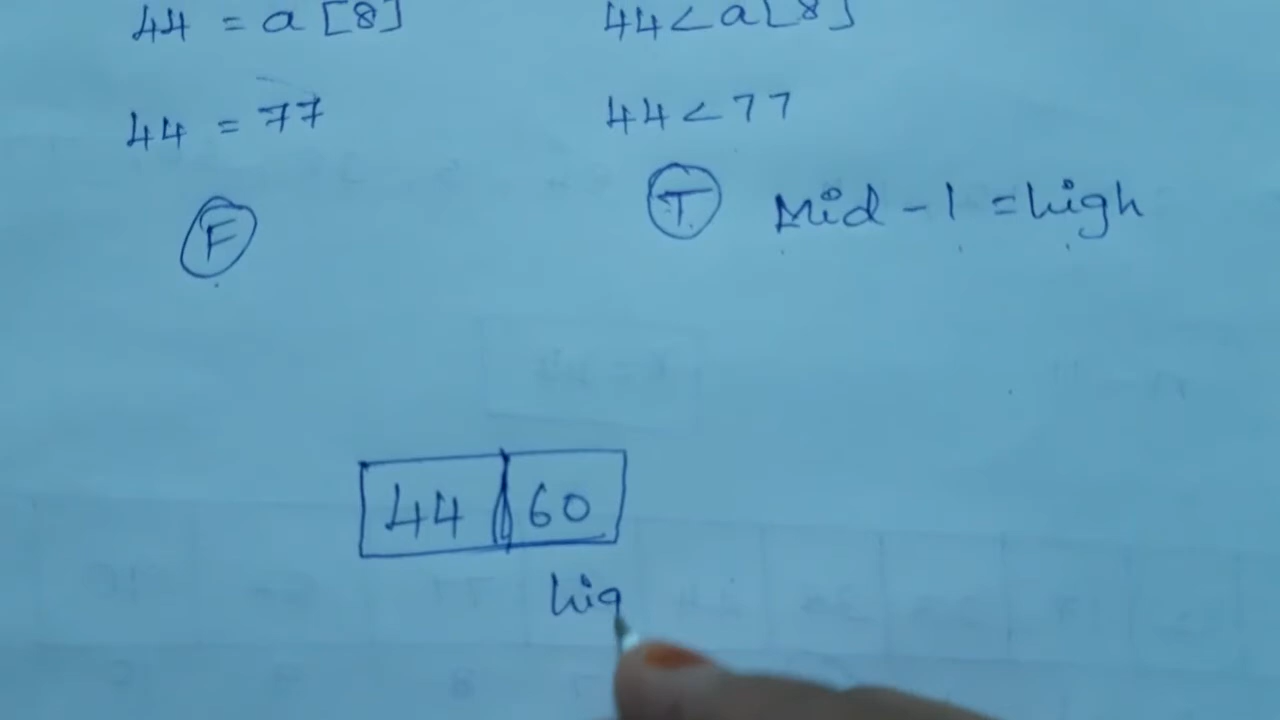 44 = a [8] 44 < a[8]
44 = 77 44 < 77
F T Mid - 1 = high
44 60
hig